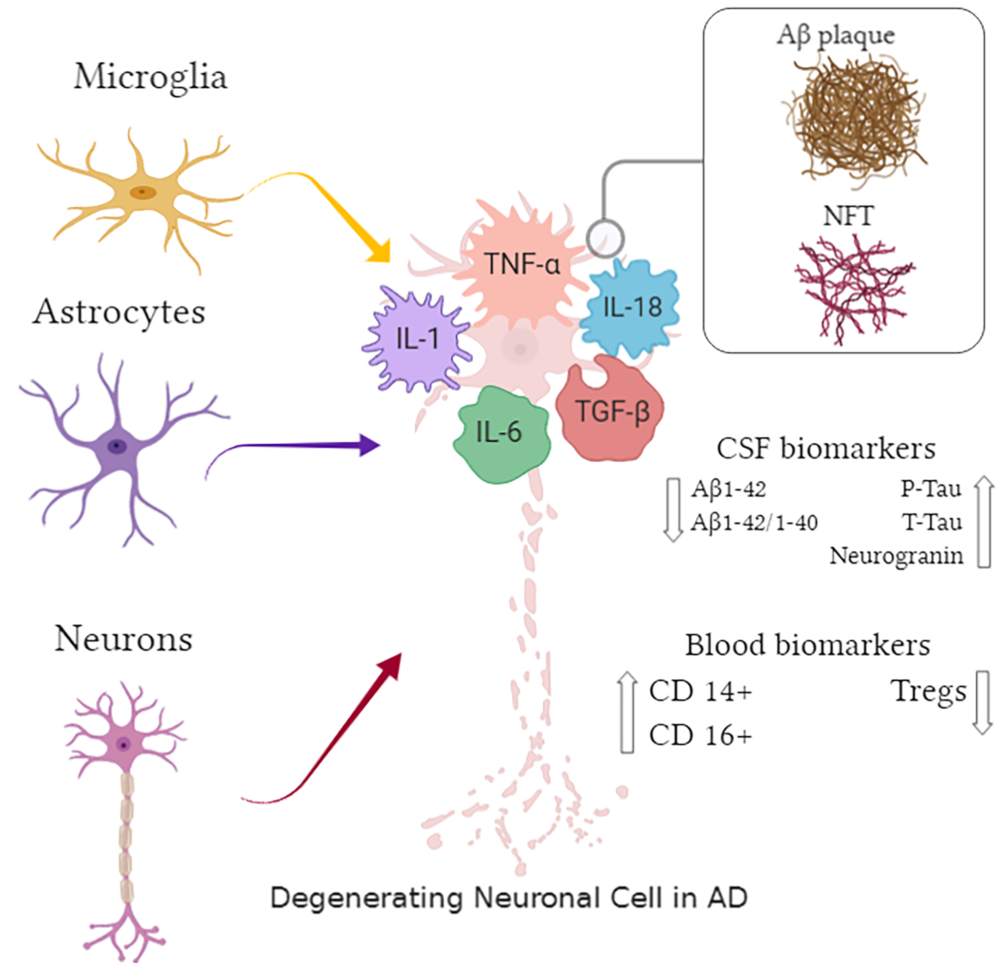 Microglia
Astrocytes
Neurons
TNF-α
IL-1
IL-18
TGF-β
IL-6
Aβ plaque
NFT
CSF biomarkers
Aβ1-42
P-Tau
Aβ1-42/1-40
T-Tau
Neurogranin
Blood biomarkers
CD 14+
Tregs
CD 16+
Degenerating Neuronal Cell in AD